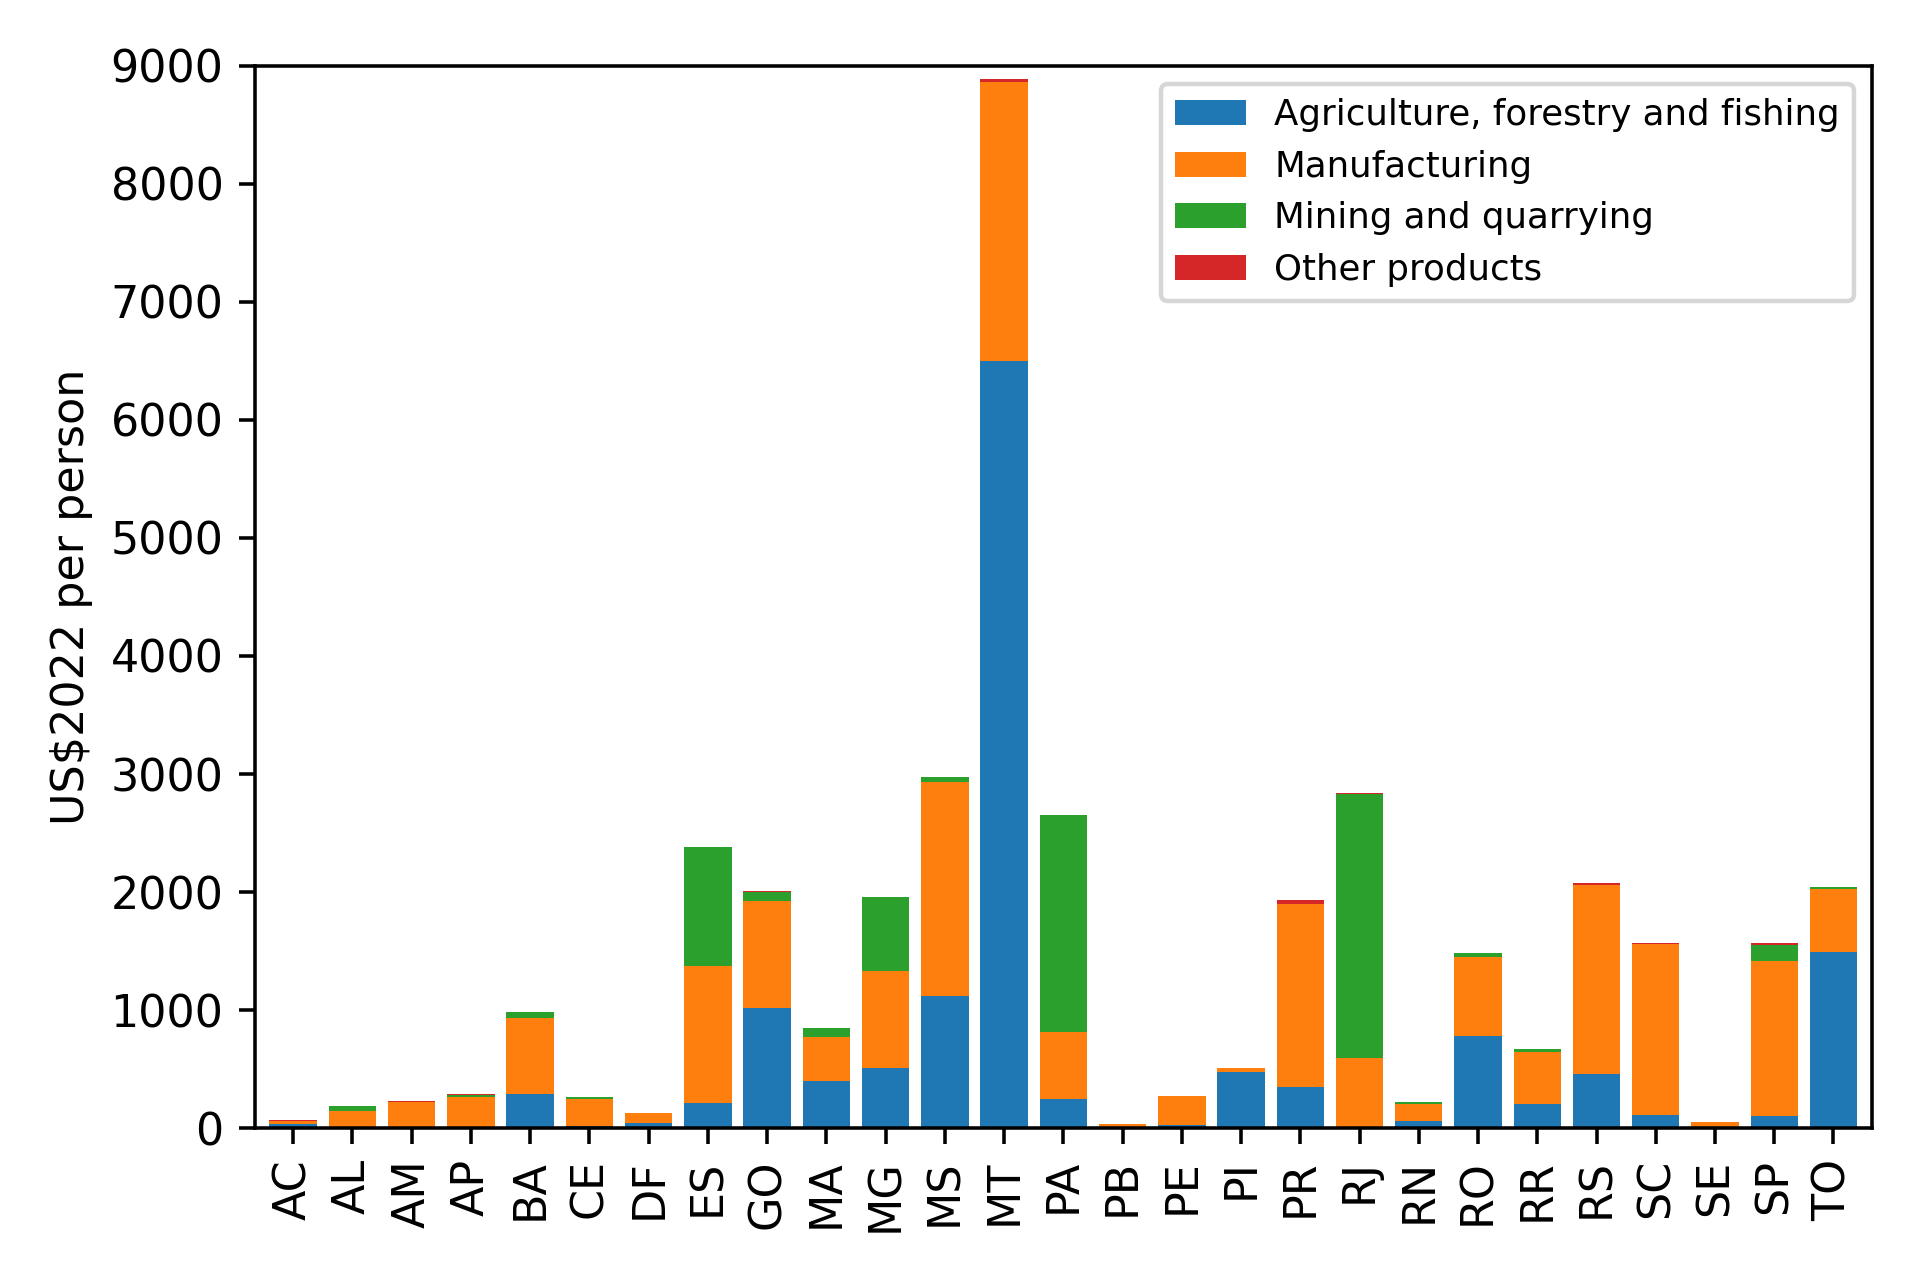 9000
8000
7000
6000
5000
4000
3000
2000
1000
0
US$2022 per person
Agriculture, forestry and fishing
Manufacturing
Mining and quarrying
Other products
AC AL AM AP BA CE DF ES GO MA MG MS MT PA PB PE PI PR RJ RN RO RR RS SC SE SP TO